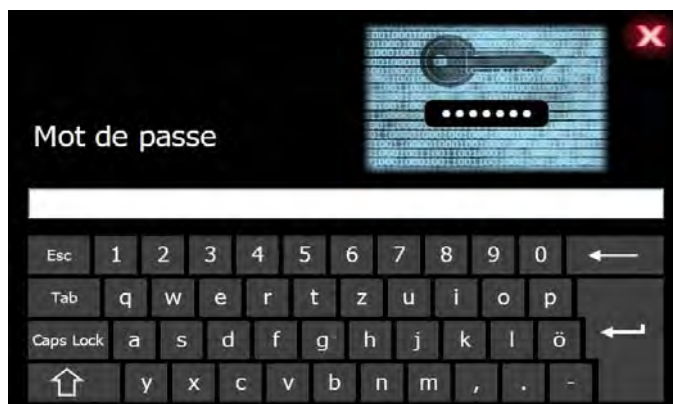 X
Mot de passe
Esc 1 2 3 4 5 6 7 8 9 0
Tab q w e r t z u i o p
Caps Lock a s d f g h j k l ö
y x c v b n m , . -